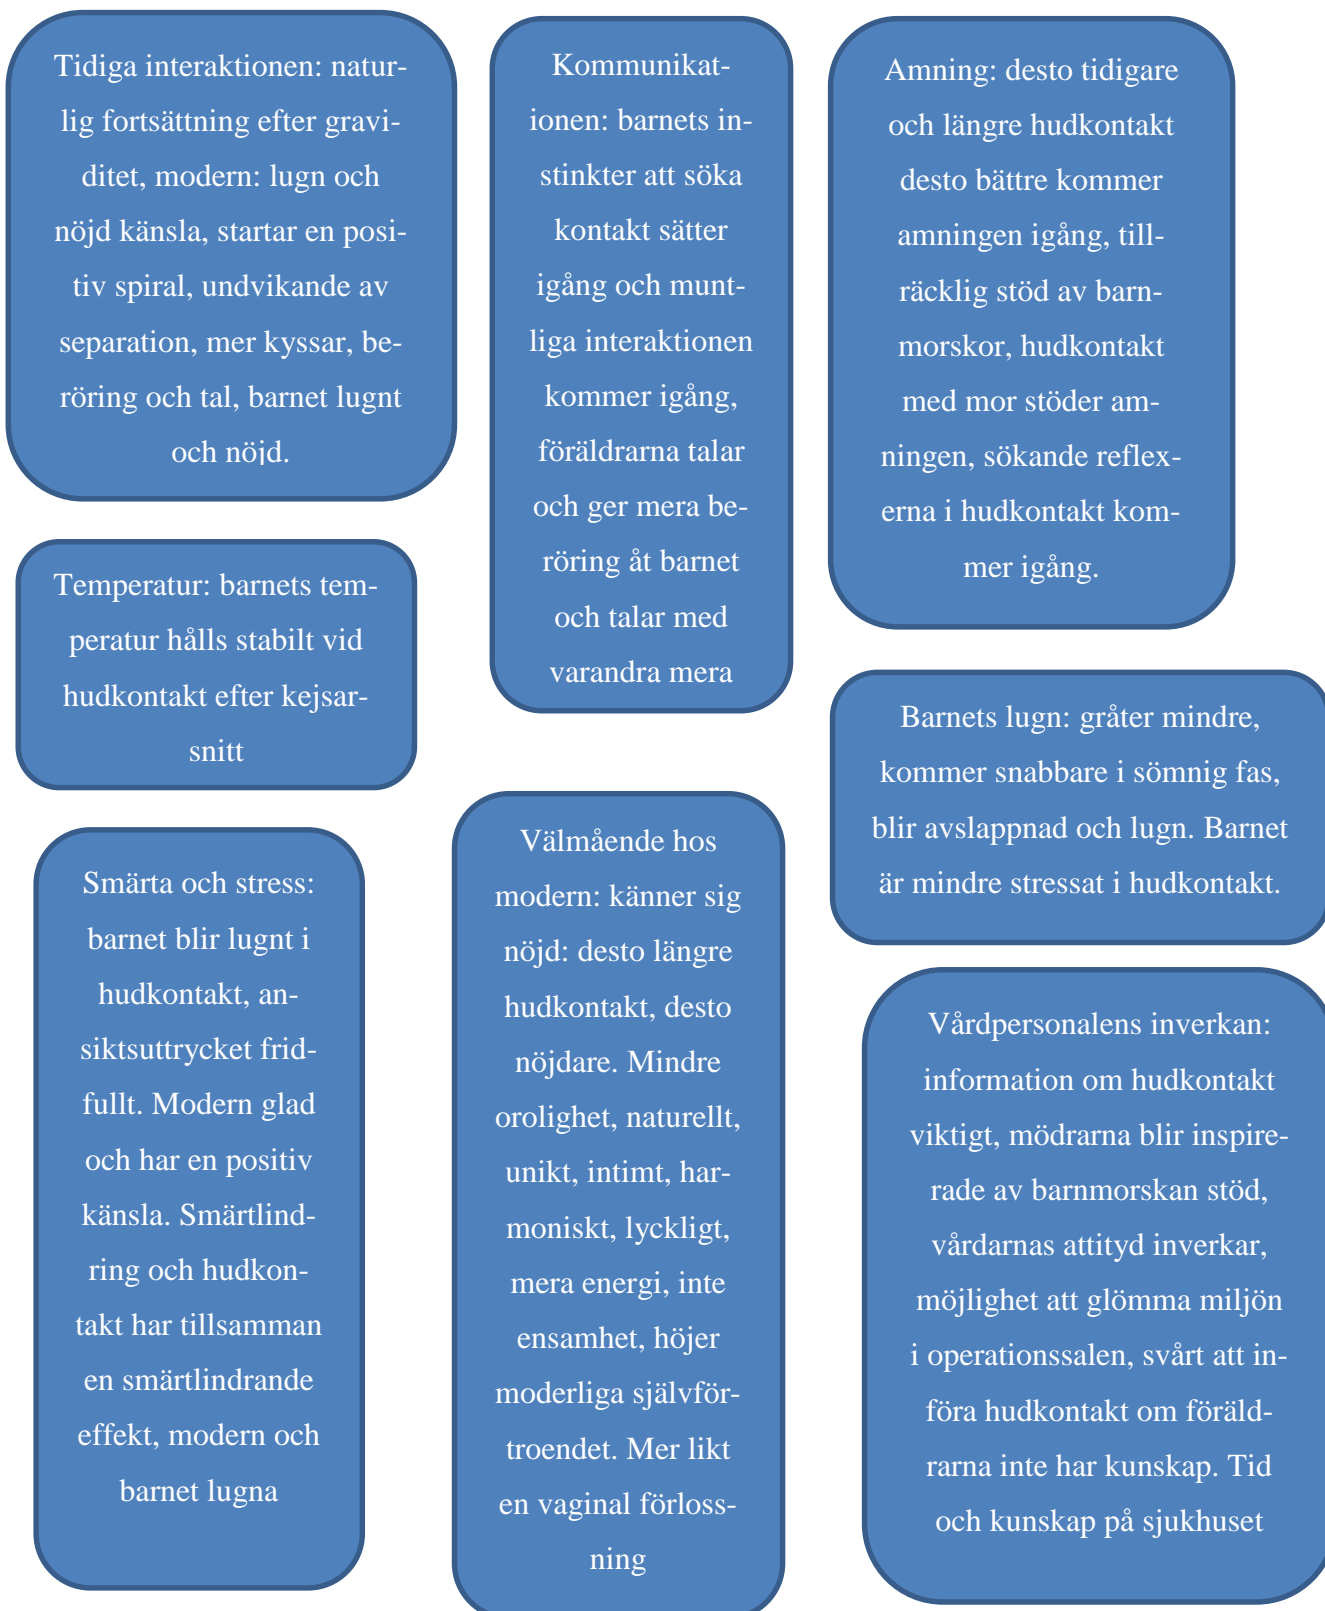 Tidiga interaktionen: natur-
lig fortsättning efter gravi-
ditet, modern: lugn och
nöjd känsla, startar en posi-
tiv spiral, undvikande av
separation, mer kyssar, be-
röring och tal, barnet lugnt
och nöjd.
Kommunikat-
ionen: barnets in-
stinkter att söka
kontakt sätter
igång och munt-
liga interaktionen
kommer igång,
föräldrarna talar
och ger mera be-
röring åt barnet
och talar med
varandra mera
Amning: desto tidigare
och längre hudkontakt
desto bättre kommer
amningen igång, till-
räcklig stöd av barn-
morskor, hudkontakt
med mor stöder am-
ningen, sökande reflex-
erna i hudkontakt kom-
mer igång.
Temperatur: barnets tem-
peratur hålls stabilt vid
hudkontakt efter kejsar-
snitt
Barnets lugn: gråter mindre,
kommer snabbare i sömnig fas,
blir avslappnad och lugn. Barnet
är mindre stressat i hudkontakt.
Smärta och stress:
barnet blir lugnt i
hudkontakt, an-
siktsuttrycket frid-
fullt. Modern glad
och har en positiv
känsla. Smärtlind-
ring och hudkon-
takt har tillsamman
en smärtlindrande
effekt, modern och
barnet lugna
Välmående hos
modern: känner sig
nöjd: desto längre
hudkontakt, desto
nöjdare. Mindre
orolighet, naturellt,
unikt, intimt, har-
moniskt, lyckligt,
mera energi, inte
ensamhet, höjer
moderliga självför-
troendet. Mer likt
en vaginal förloss-
ning
Vårdpersonalens inverkan:
information om hudkontakt
viktigt, mödrarna blir inspire-
rade av barnmorskan stöd,
vårdarnas attityd inverkar,
möjlighet att glömma miljön
i operationssalen, svårt att in-
föra hudkontakt om föräld-
rarna inte har kunskap. Tid
och kunskap på sjukhuset